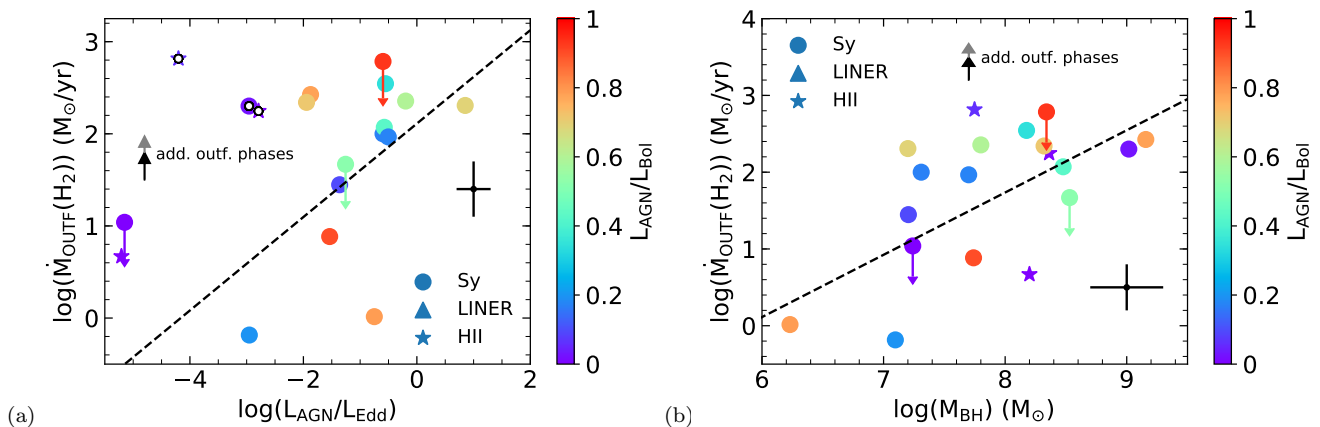 3
2
1
0
−4
−2
0
2
log(Ṁ_OUTF(H₂)) (M⊙/yr)
log(L_AGN/L_Edd)
add. outf. phases
Sy
LINER
HII
1
0.8
0.6
0.4
0.2
0
L_AGN/L_Bol
(a)
4
3
2
1
0
6
7
8
9
log(Ṁ_OUTF(H₂)) (M⊙/yr)
log(M_BH) (M⊙)
Sy
LINER
HII
add. outf. phases
1
0.8
0.6
0.4
0.2
0
L_AGN/L_Bol
(b)